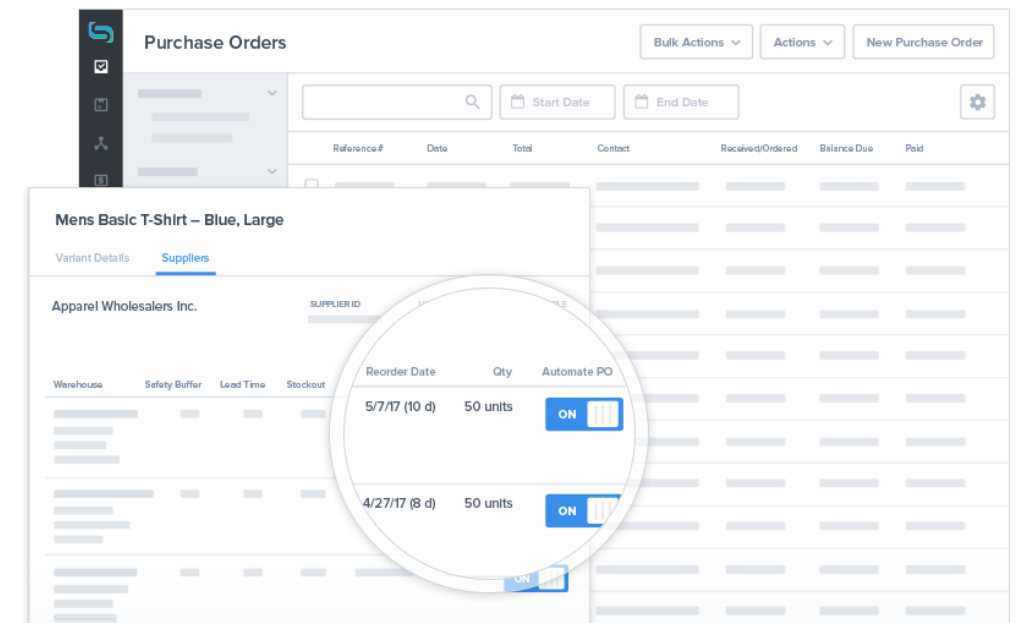 Purchase Orders
Bulk Actions
Actions
New Purchase Order
Start Date
End Date
Reference#
Date
Total
Contact
Received/Ordered
Balance Due
Paid
Mens Basic T-Shirt – Blue, Large
Variant Details
Suppliers
Apparel Wholesalers Inc.
SUPPLIER ID
Warehouse
Safety Buffer
Lead Time
Stockout
Reorder Date
Qty
Automate PO
5/7/17 (10 d)
50 units
ON
4/27/17 (8 d)
50 units
ON
ON